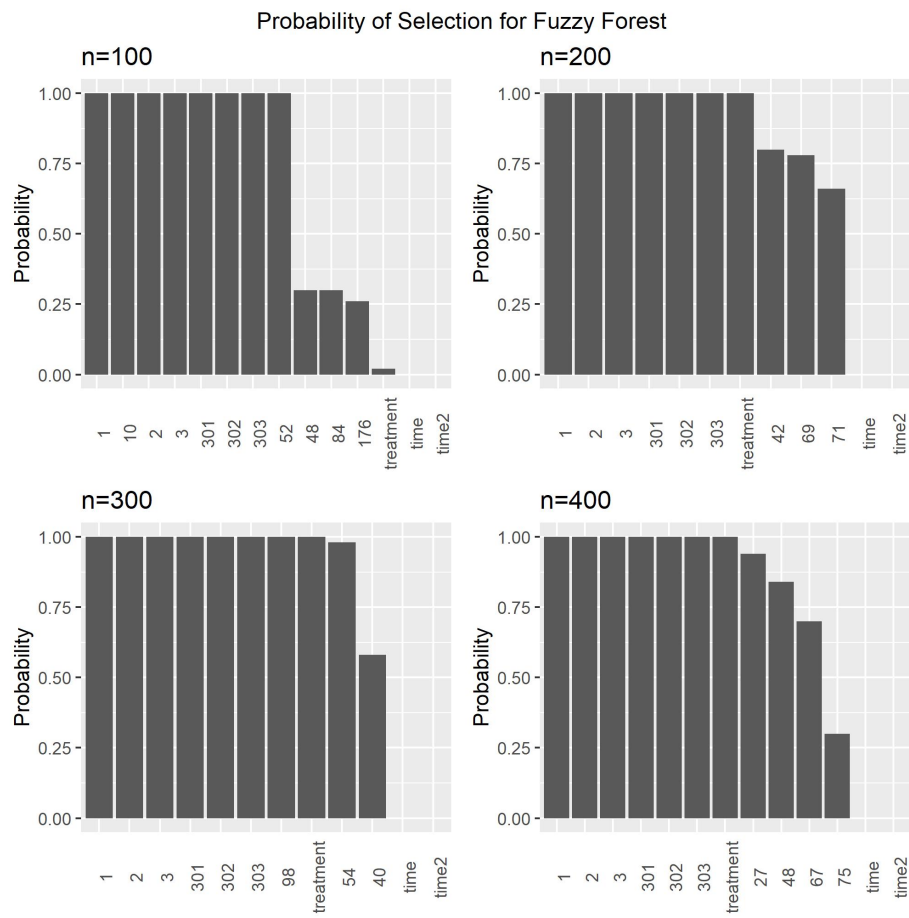 Probability of Selection for Fuzzy Forest
n=100
Probability
1.00
0.75
0.50
0.25
0.00
1 10 2 3 301 302 303 52 48 84 176 treatment time time2
n=200
Probability
1.00
0.75
0.50
0.25
0.00
1 2 3 301 302 303 treatment 42 69 71 time time2
n=300
Probability
1.00
0.75
0.50
0.25
0.00
1 2 3 301 302 303 98 treatment 54 40 time time2
n=400
Probability
1.00
0.75
0.50
0.25
0.00
1 2 3 301 302 303 treatment 27 48 67 75 time time2